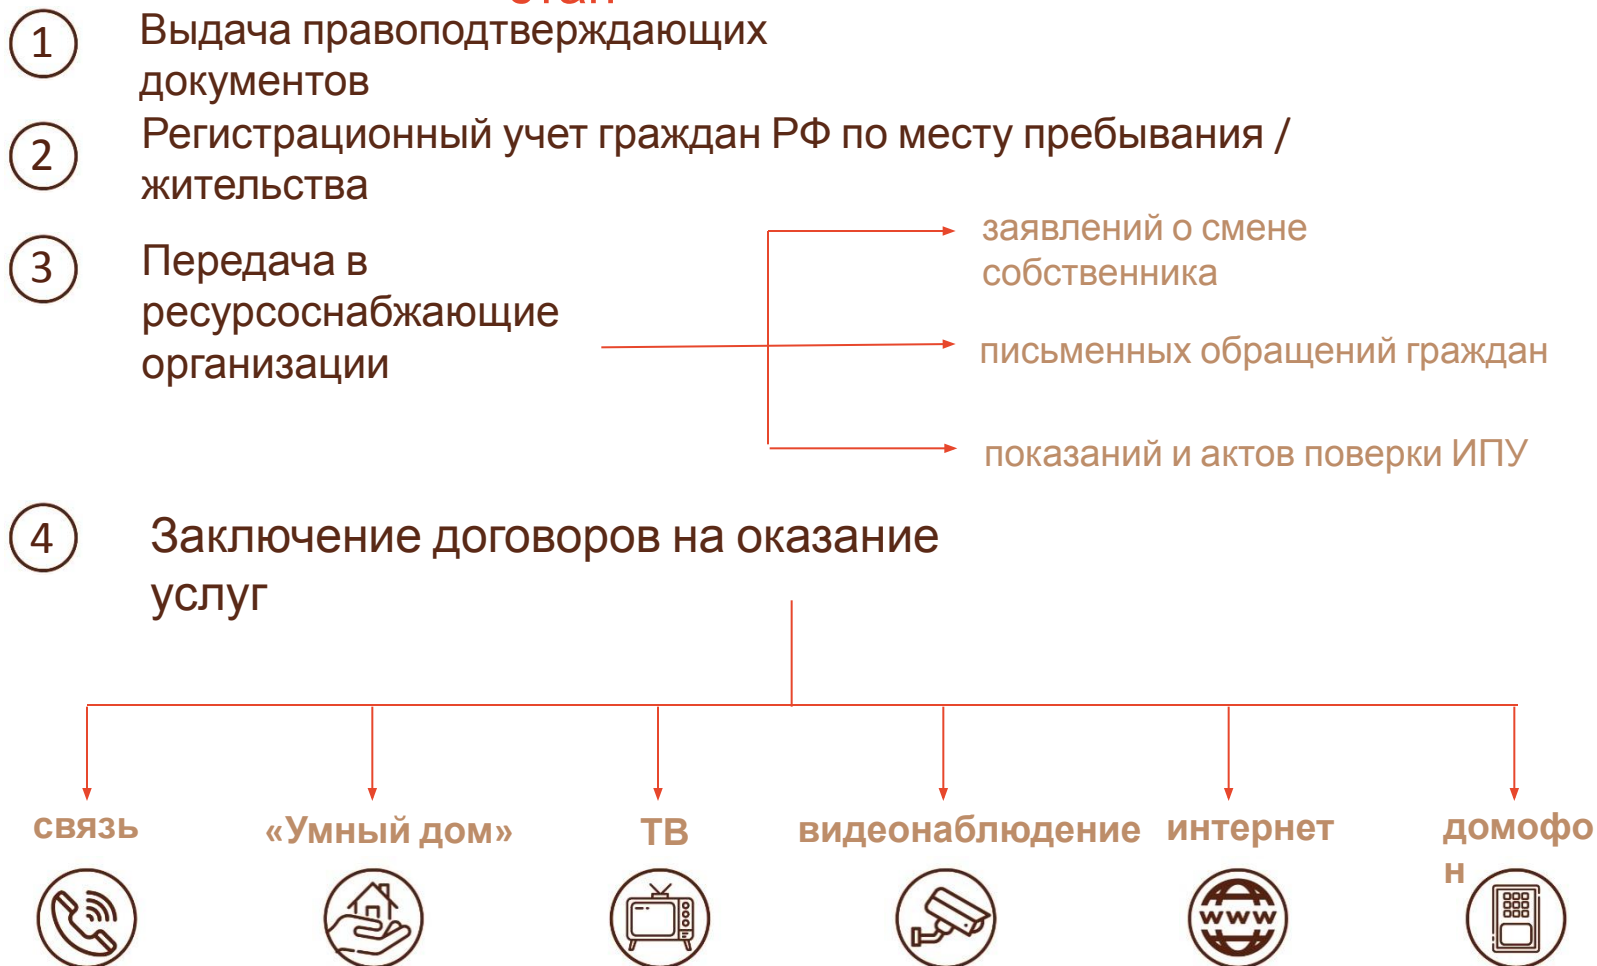 этап
1
Выдача правоподтверждающих
документов
2
Регистрационный учет граждан РФ по месту пребывания /
жительства
3
Передача в
ресурсоснабжающие
организации
заявлений о смене
собственника
письменных обращений граждан
показаний и актов поверки ИПУ
4
Заключение договоров на оказание
услуг
связь
«Умный дом»
ТВ
видеонаблюдение
интернет
домофо
н
www